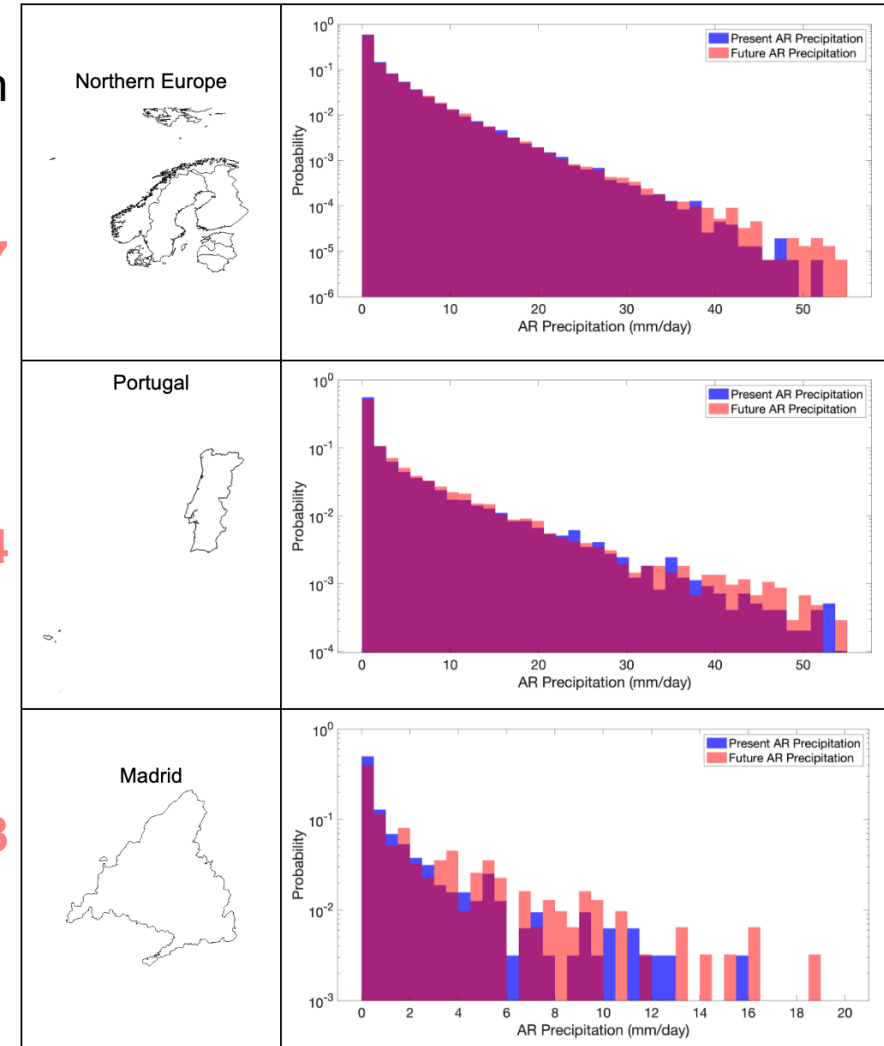 n
7
4
3
Northern Europe
10^0
10^-1
10^-2
10^-3
10^-4
10^-5
10^-6
Probability
Present AR Precipitation
Future AR Precipitation
0 10 20 30 40 50
AR Precipitation (mm/day)
Portugal
10^0
10^-1
10^-2
10^-3
10^-4
Probability
Present AR Precipitation
Future AR Precipitation
0 10 20 30 40 50
AR Precipitation (mm/day)
Madrid
10^0
10^-1
10^-2
10^-3
Probability
Present AR Precipitation
Future AR Precipitation
0 2 4 6 8 10 12 14 16 18 20
AR Precipitation (mm/day)